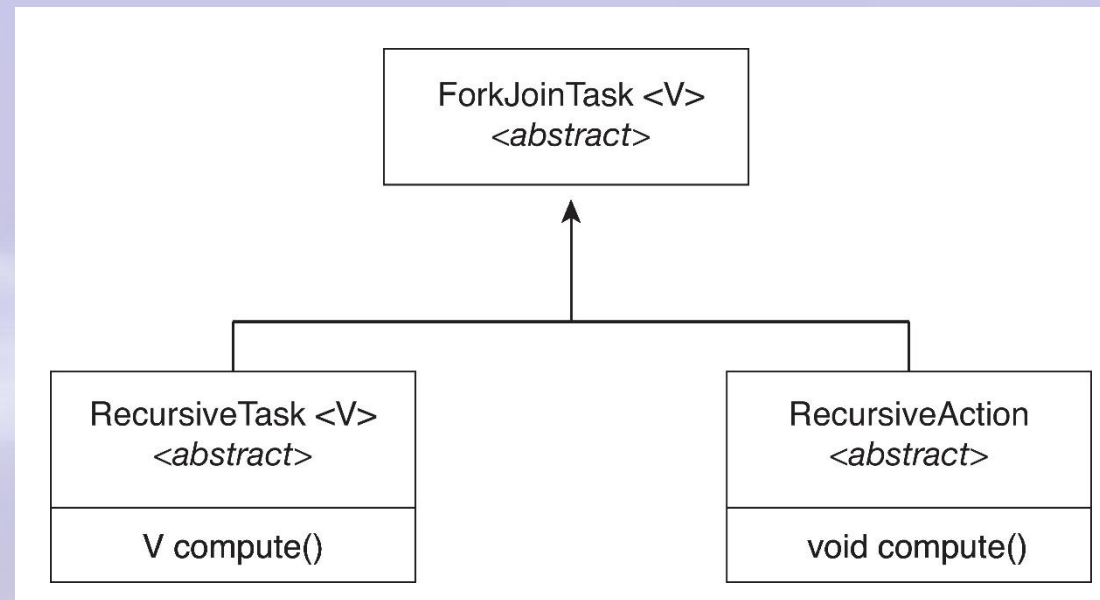 ForkJoinTask <V>
<abstract>
RecursiveTask <V>
<abstract>
V compute()
RecursiveAction
<abstract>
void compute()